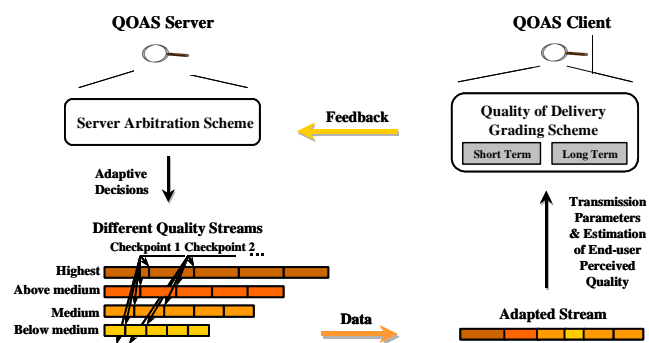 QOAS Server
QOAS Client
Server Arbitration Scheme
Feedback
Quality of Delivery
Grading Scheme
Short Term
Long Term
Adaptive
Decisions
Transmission
Parameters
& Estimation
of End-user
Perceived
Quality
Different Quality Streams
Checkpoint 1 Checkpoint 2 ...
Highest
Above medium
Medium
Below medium
Data
Adapted Stream